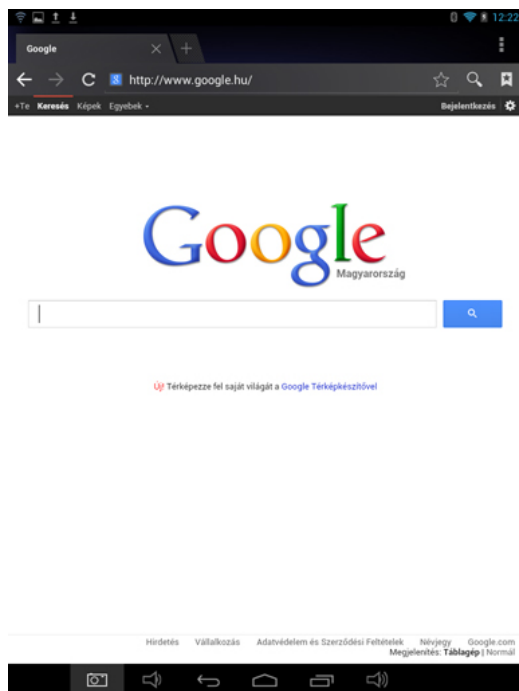 12:22
Google
http://www.google.hu/
+Te Keresés Képek Egyebek
Bejelentkezés
Google
Magyarország
Új! Térképezze fel saját világát a Google Térképkészítővel
Hirdetés Vállalkozás Adatvédelem és Szerződési Feltételek Névjegy Google.com
Megjelenítés: Táblagép | Normál